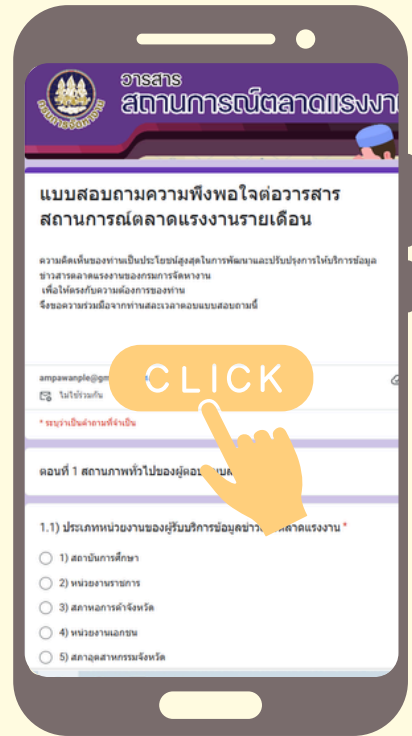 วารสาร
สถานการณ์ตลาดแรงงา
กรมการจัดหางาน
แบบสอบถามความพึงพอใจต่อวารสาร
สถานการณ์ตลาดแรงงานรายเดือน
ความคิดเห็นของท่านเป็นประโยชน์สูงสุดในการพัฒนาและปรับปรุงการให้บริการข้อมูล
ข่าวสารตลาดแรงงานของกรมการจัดหางาน
เพื่อให้ตรงกับความต้องการของท่าน
จึงขอความร่วมมือจากท่านสละเวลาตอบแบบสอบถามนี้
ampawanple@gm
CLICK
ไม่ใช้ร่วมกัน
* ระบุว่าเป็นคำถามที่จำเป็น
ตอนที่ 1 สถานภาพทั่วไปของผู้ตอบ
1.1) ประเภทหน่วยงานของผู้รับบริการข้อมูลข่าว ตลาดแรงงาน *
1) สถาบันการศึกษา
2) หน่วยงานราชการ
3) สภาหอการค้าจังหวัด
4) หน่วยงานเอกชน
5) สภาอุตสาหกรรมจังหวัด